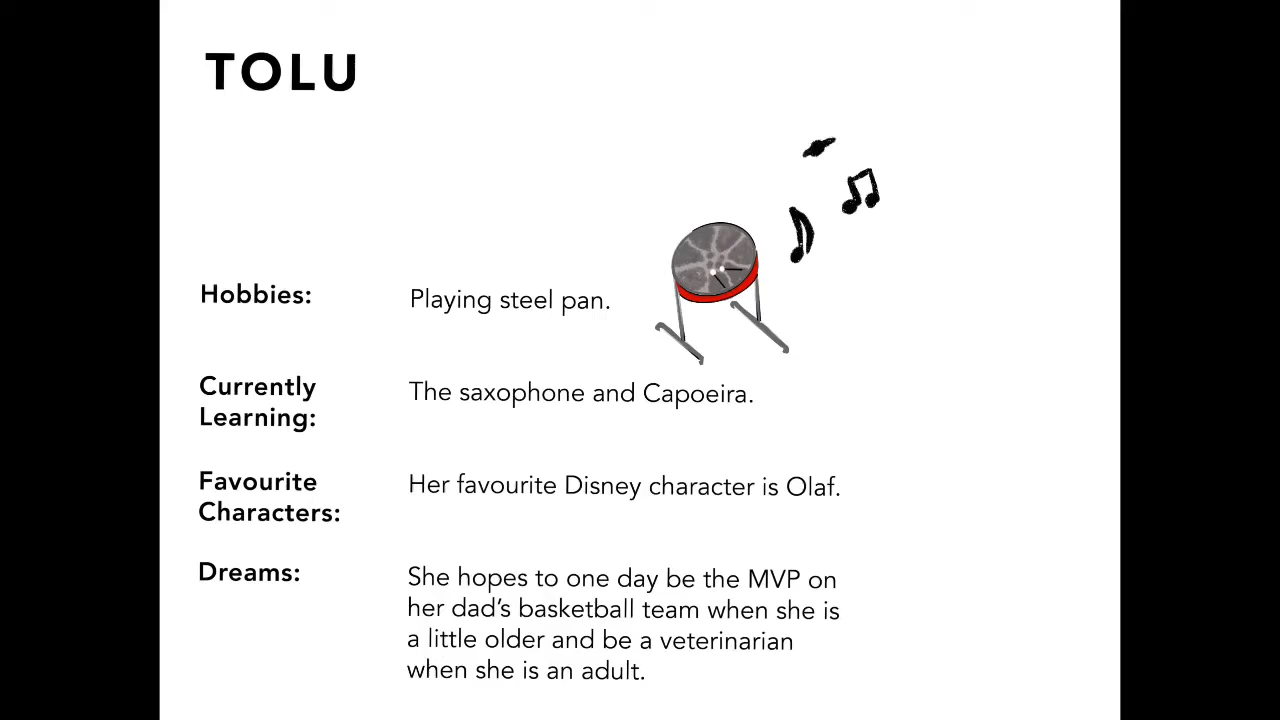 TOLU
Hobbies:
Playing steel pan.
Currently
Learning:
The saxophone and Capoeira.
Favourite
Characters:
Her favourite Disney character is Olaf.
Dreams:
She hopes to one day be the MVP on
her dad's basketball team when she is
a little older and be a veterinarian
when she is an adult.